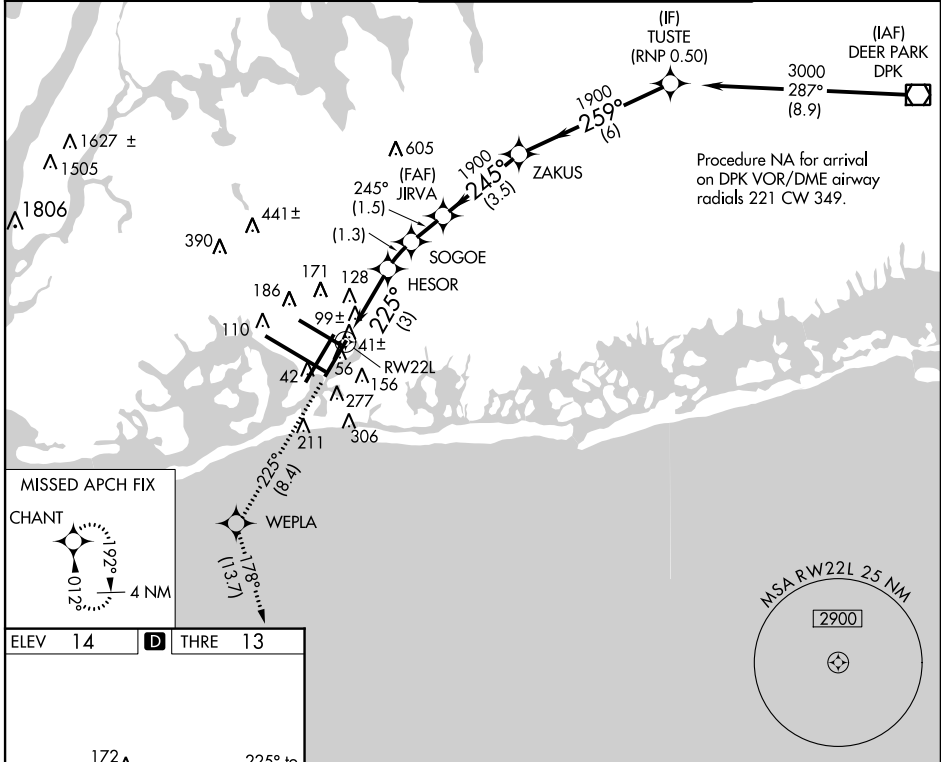 (IF)
TUSTE
(RNP 0.50)
(IAF)
DEER PARK
DPK
3000
287°
(8.9)
1900
259°
(6)
1627 ±
1505
605
1806
441±
390
(FAF)
JIRVA
1900
245°
(3.5)
ZAKUS
Procedure NA for arrival
on DPK VOR/DME airway
radials 221 CW 349.
245°
(1.5)
(1.3)
SOGOE
HESOR
171
128
186
110
99±
225°
(3)
41±
RW22L
42
56
156
277
211
306
225°
(8.4)
WEPLA
178°
(13.7)
MISSED APCH FIX
CHANT
192°
012°
4 NM
MSA RW22L 25 NM
2900
ELEV 14
D
THRE 13
172
225° to